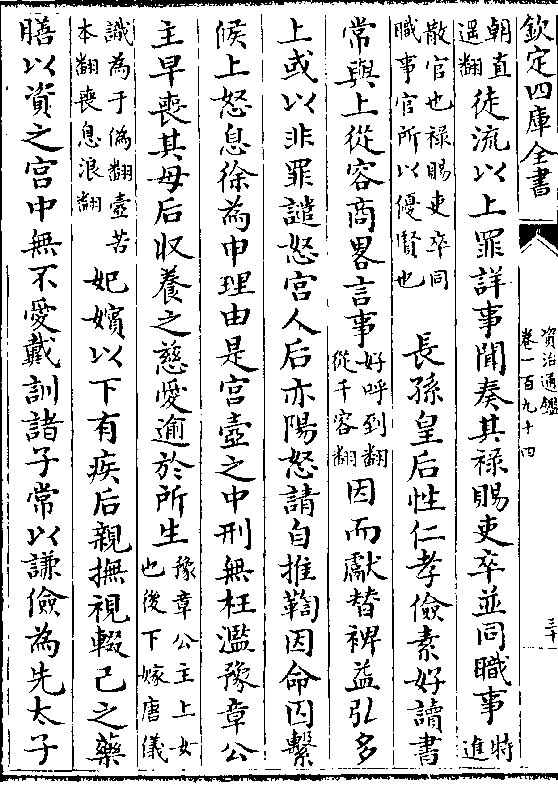 欽定四庫全書
資治通鑑
卷一百九十四
三十
朝直遥翻徒流以上罪詳事聞奏其禄賜吏卒並同職事特進
散官也禄賜吏卒同職事官所以優賢也　長孫皇后性仁孝儉素好讀書
常與上從容商畧言事好呼到翻從千容翻因而獻替裨益弘多
上或以非罪譴怒宫人后亦陽怒請自推鞫因命囚繫
候上怒息徐為申理由是宫壼之中刑無枉濫豫章公
主早喪其母后收養之慈愛逾於所生豫章公主上女也後下嫁唐儀
識為于偽翻壼苦本翻喪息浪翻　妃嬪以下有疾后親撫視輟己之藥
膳以資之宫中無不愛戴訓諸子常以謙儉為先太子